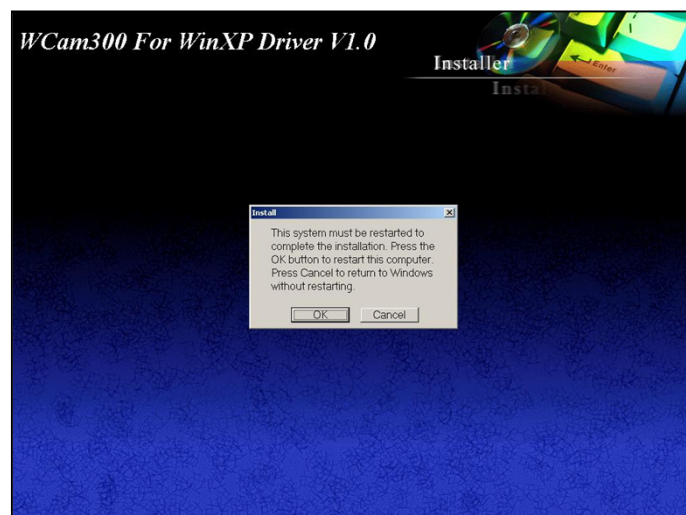 WCam300 For WinXP Driver V1.0
Installer
Enter
Install
This system must be restarted to
complete the installation. Press the
OK button to restart this computer.
Press Cancel to return to Windows
without restarting.
OK Cancel